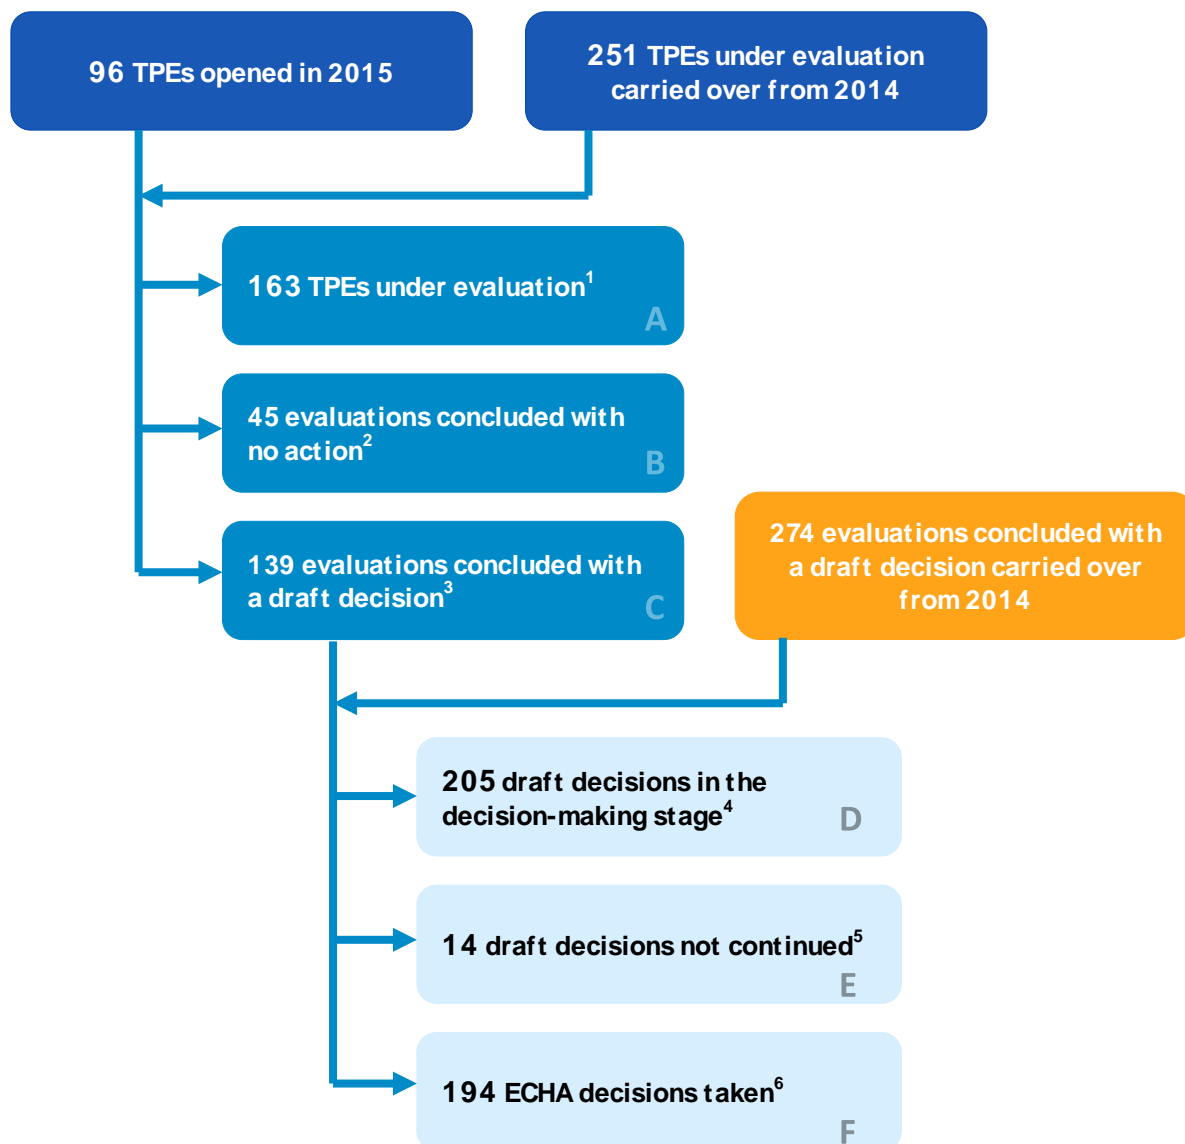 96 TPEs opened in 2015
251 TPEs under evaluation
carried over from 2014
163 TPEs under evaluation1
A
45 evaluations concluded with
no action2
B
139 evaluations concluded with
a draft decision3
C
274 evaluations concluded with
a draft decision carried over
from 2014
205 draft decisions in the
decision-making stage4
D
14 draft decisions not continued5
E
194 ECHA decisions taken6
F